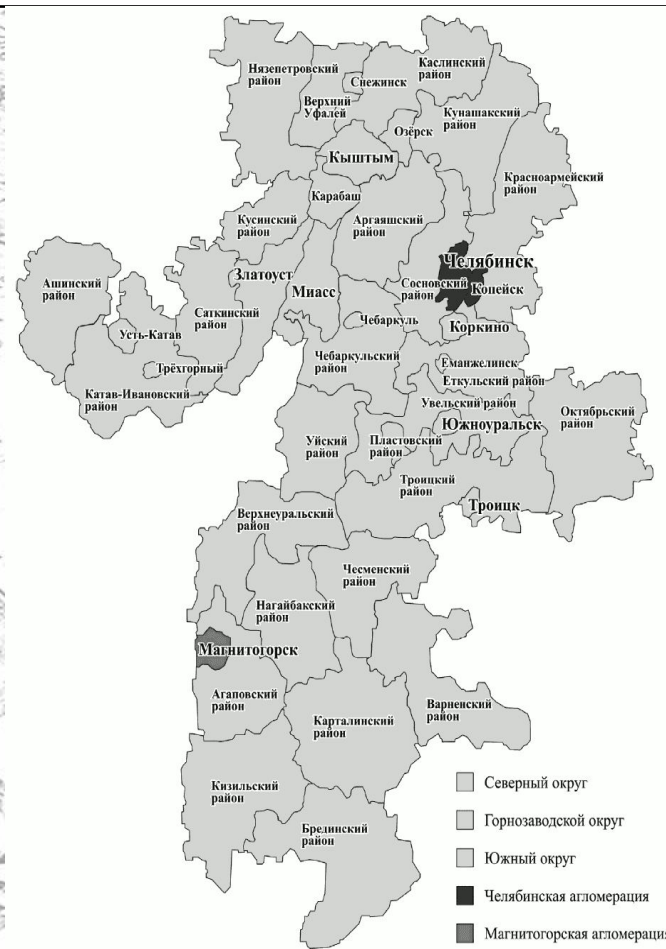 Нязепетровский
район
Верхний
Уфалей
Снежинск
Каслинский
район
Озёрск
Кунашакский
район
Кыштым
Красноармейский
район
Карабаш
Кусинский
район
Аргаяшский
район
Златоуст
Миасс
Челябинск
Сосновский
район
Копейск
Ашинский
район
Саткинский
район
Усть-Катав
Чебаркуль
Коркино
Трёхгорный
Чебаркульский
район
Еманжелинск
Еткульский район
Катав-Ивановский
район
Увельский район
Октябрьский
район
Южноуральск
Уйский
район
Пластовский
район
Троицкий
район
Троицк
Верхнеуральский
район
Чесменский
район
Нагайбакский
район
Магнитогорск
Агаповский
район
Карталинский
район
Варненский
район
Кизильский
район
Брединский
район
Северный округ
Горнозаводской округ
Южный округ
Челябинская агломерация
Магнитогорская агломерация